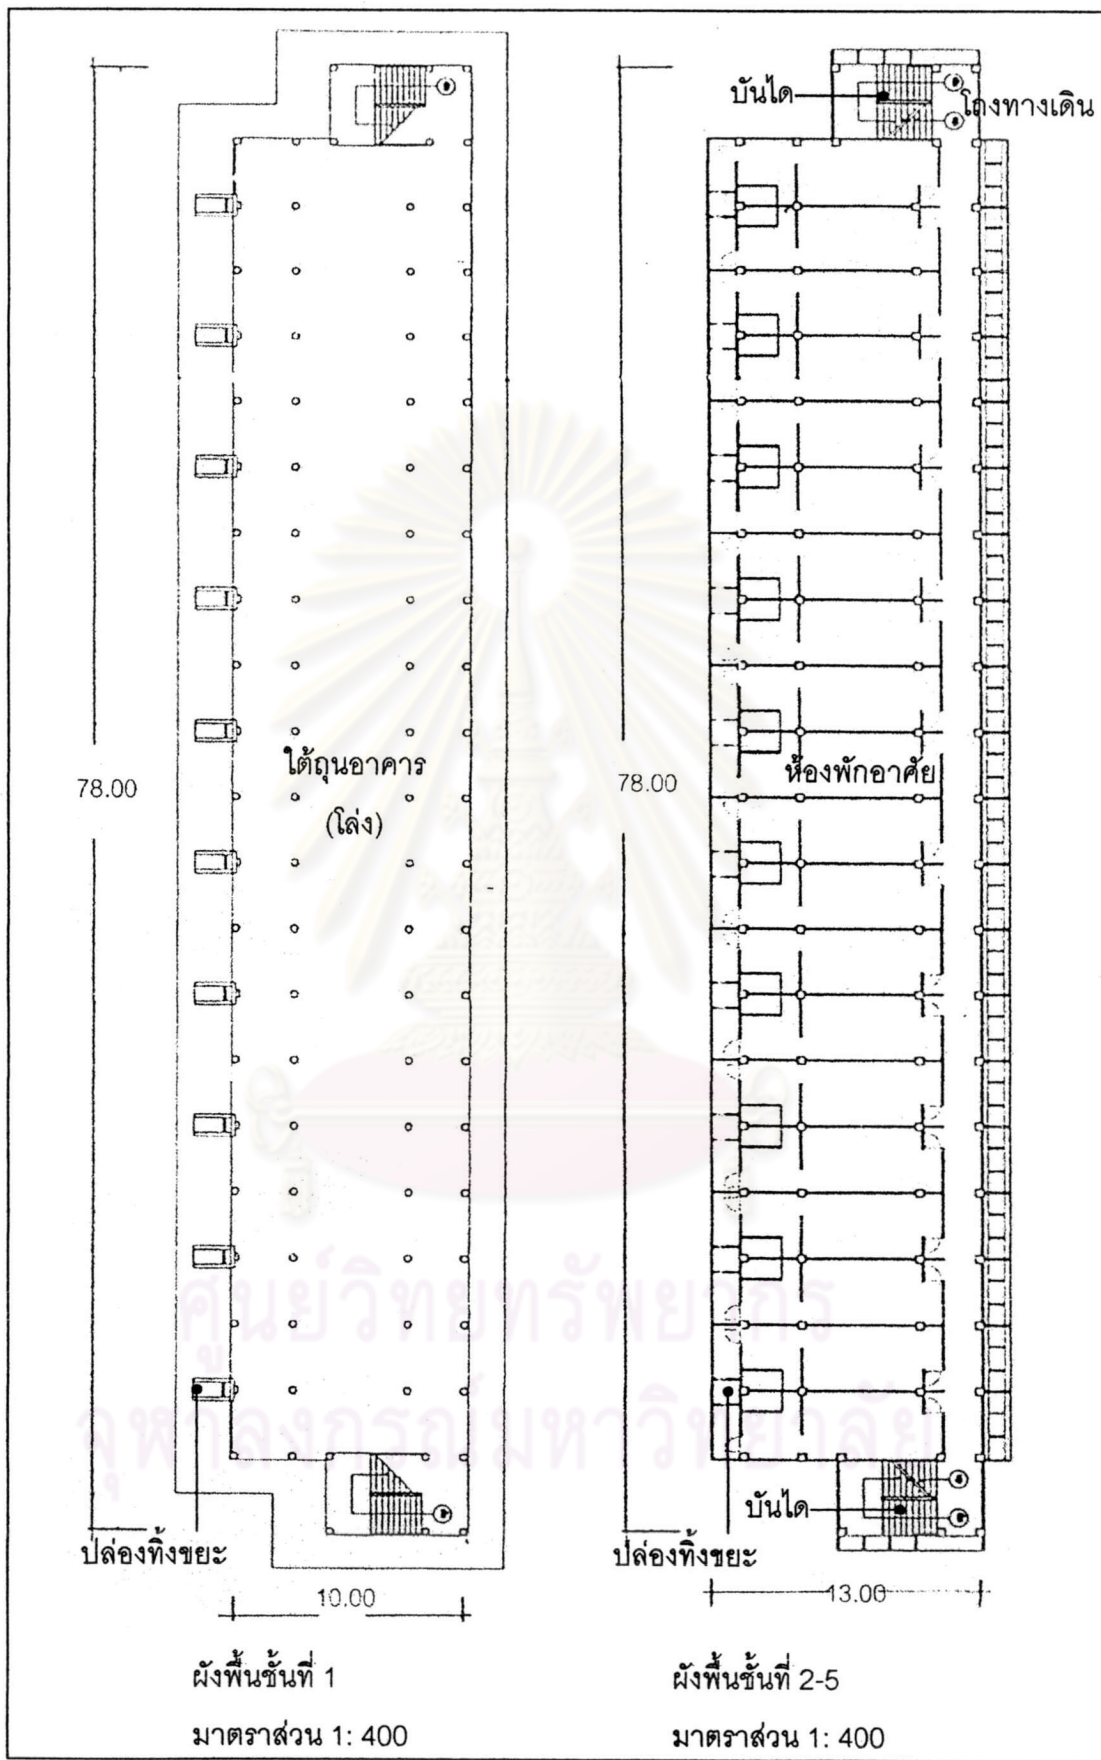 บันได
โถงทางเดิน
78.00
ใต้ถุนอาคาร
(โล่ง)
78.00
ห้องพักอาศัย
ศูนย์วิทยทรัพยากร
จุฬาลงกรณ์มหาวิทยาลัย
บันได
ปล่องทิ้งขยะ
ปล่องทิ้งขยะ
10.00
13.00
ผังพื้นชั้นที่ 1
มาตราส่วน 1: 400
ผังพื้นชั้นที่ 2-5
มาตราส่วน 1: 400